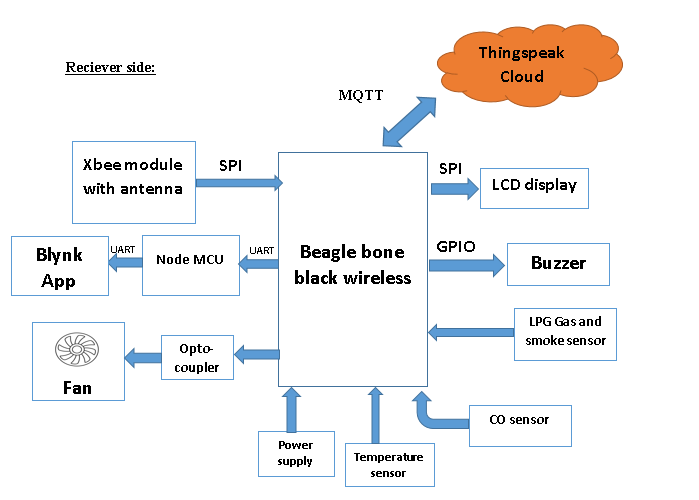 Thingspeak
Cloud
Reciever side:
MQTT
Xbee module
with antenna
SPI
SPI
LCD display
Blynk
App
UART
Node MCU
UART
Beagle bone
black wireless
GPIO
Buzzer
LPG Gas and
smoke sensor
Fan
Opto-
coupler
CO sensor
Power
supply
Temperature
sensor